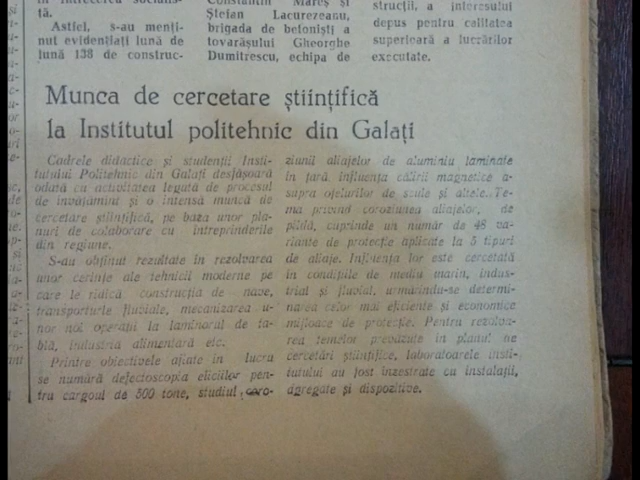 în întrecerea socialis-
tă.
Astfel, s-au menți-
nut evidențiați lună de
lună 138 de construc-
Constantin Mareș și
Ștefan Lacurezeanu,
brigada de betoniști a
tovarășului Gheorghe
Dumitrescu, echipa de
strucții, a interesului
depus pentru calitatea
superioară a lucrărilor
executate.
Munca de cercetare științifică
la Institutul politehnic din Galați
Cadrele didactice și studenții Insti-
tutului Politehnic din Galați desfășoară
odată cu activitatea legată de procesul
de învățămînt și o intensă muncă de
cercetare științifică, pe baza unor pla-
nuri de colaborare cu întreprinderile
din regiune.
S-au obținut rezultate în rezolvarea
unor cerințe ale tehnicii moderne pe
care le ridică construcția de nave,
transporturile fluviale, mecanizarea u-
nor noi operații la laminorul de ta-
blă, industria alimentară etc.
Printre obiectivele aflate în lucru
se numără defectoscopia elicilor pen-
tru cargoul de 500 tone, studiul coro-
ziunii aliajelor de aluminiu laminate
în țară, influența călirii magnetice a-
supra oțelurilor de scule și altele. Te-
ma privind coroziunea aliajelor, de
pildă, cuprinde un număr de 48 va-
riante de protecție aplicate la 5 tipuri
de aliaje. Influența lor este cercetată
în condițiile de mediu marin, indus-
trial și fluvial, urmărindu-se determi-
narea celor mai eficiente și economice
mijloace de protecție. Pentru rezolva-
rea temelor prevăzute în planul de
cercetări științifice, laboratoarele insti-
tutului au fost înzestrate cu instalații,
agregate și dispozitive.